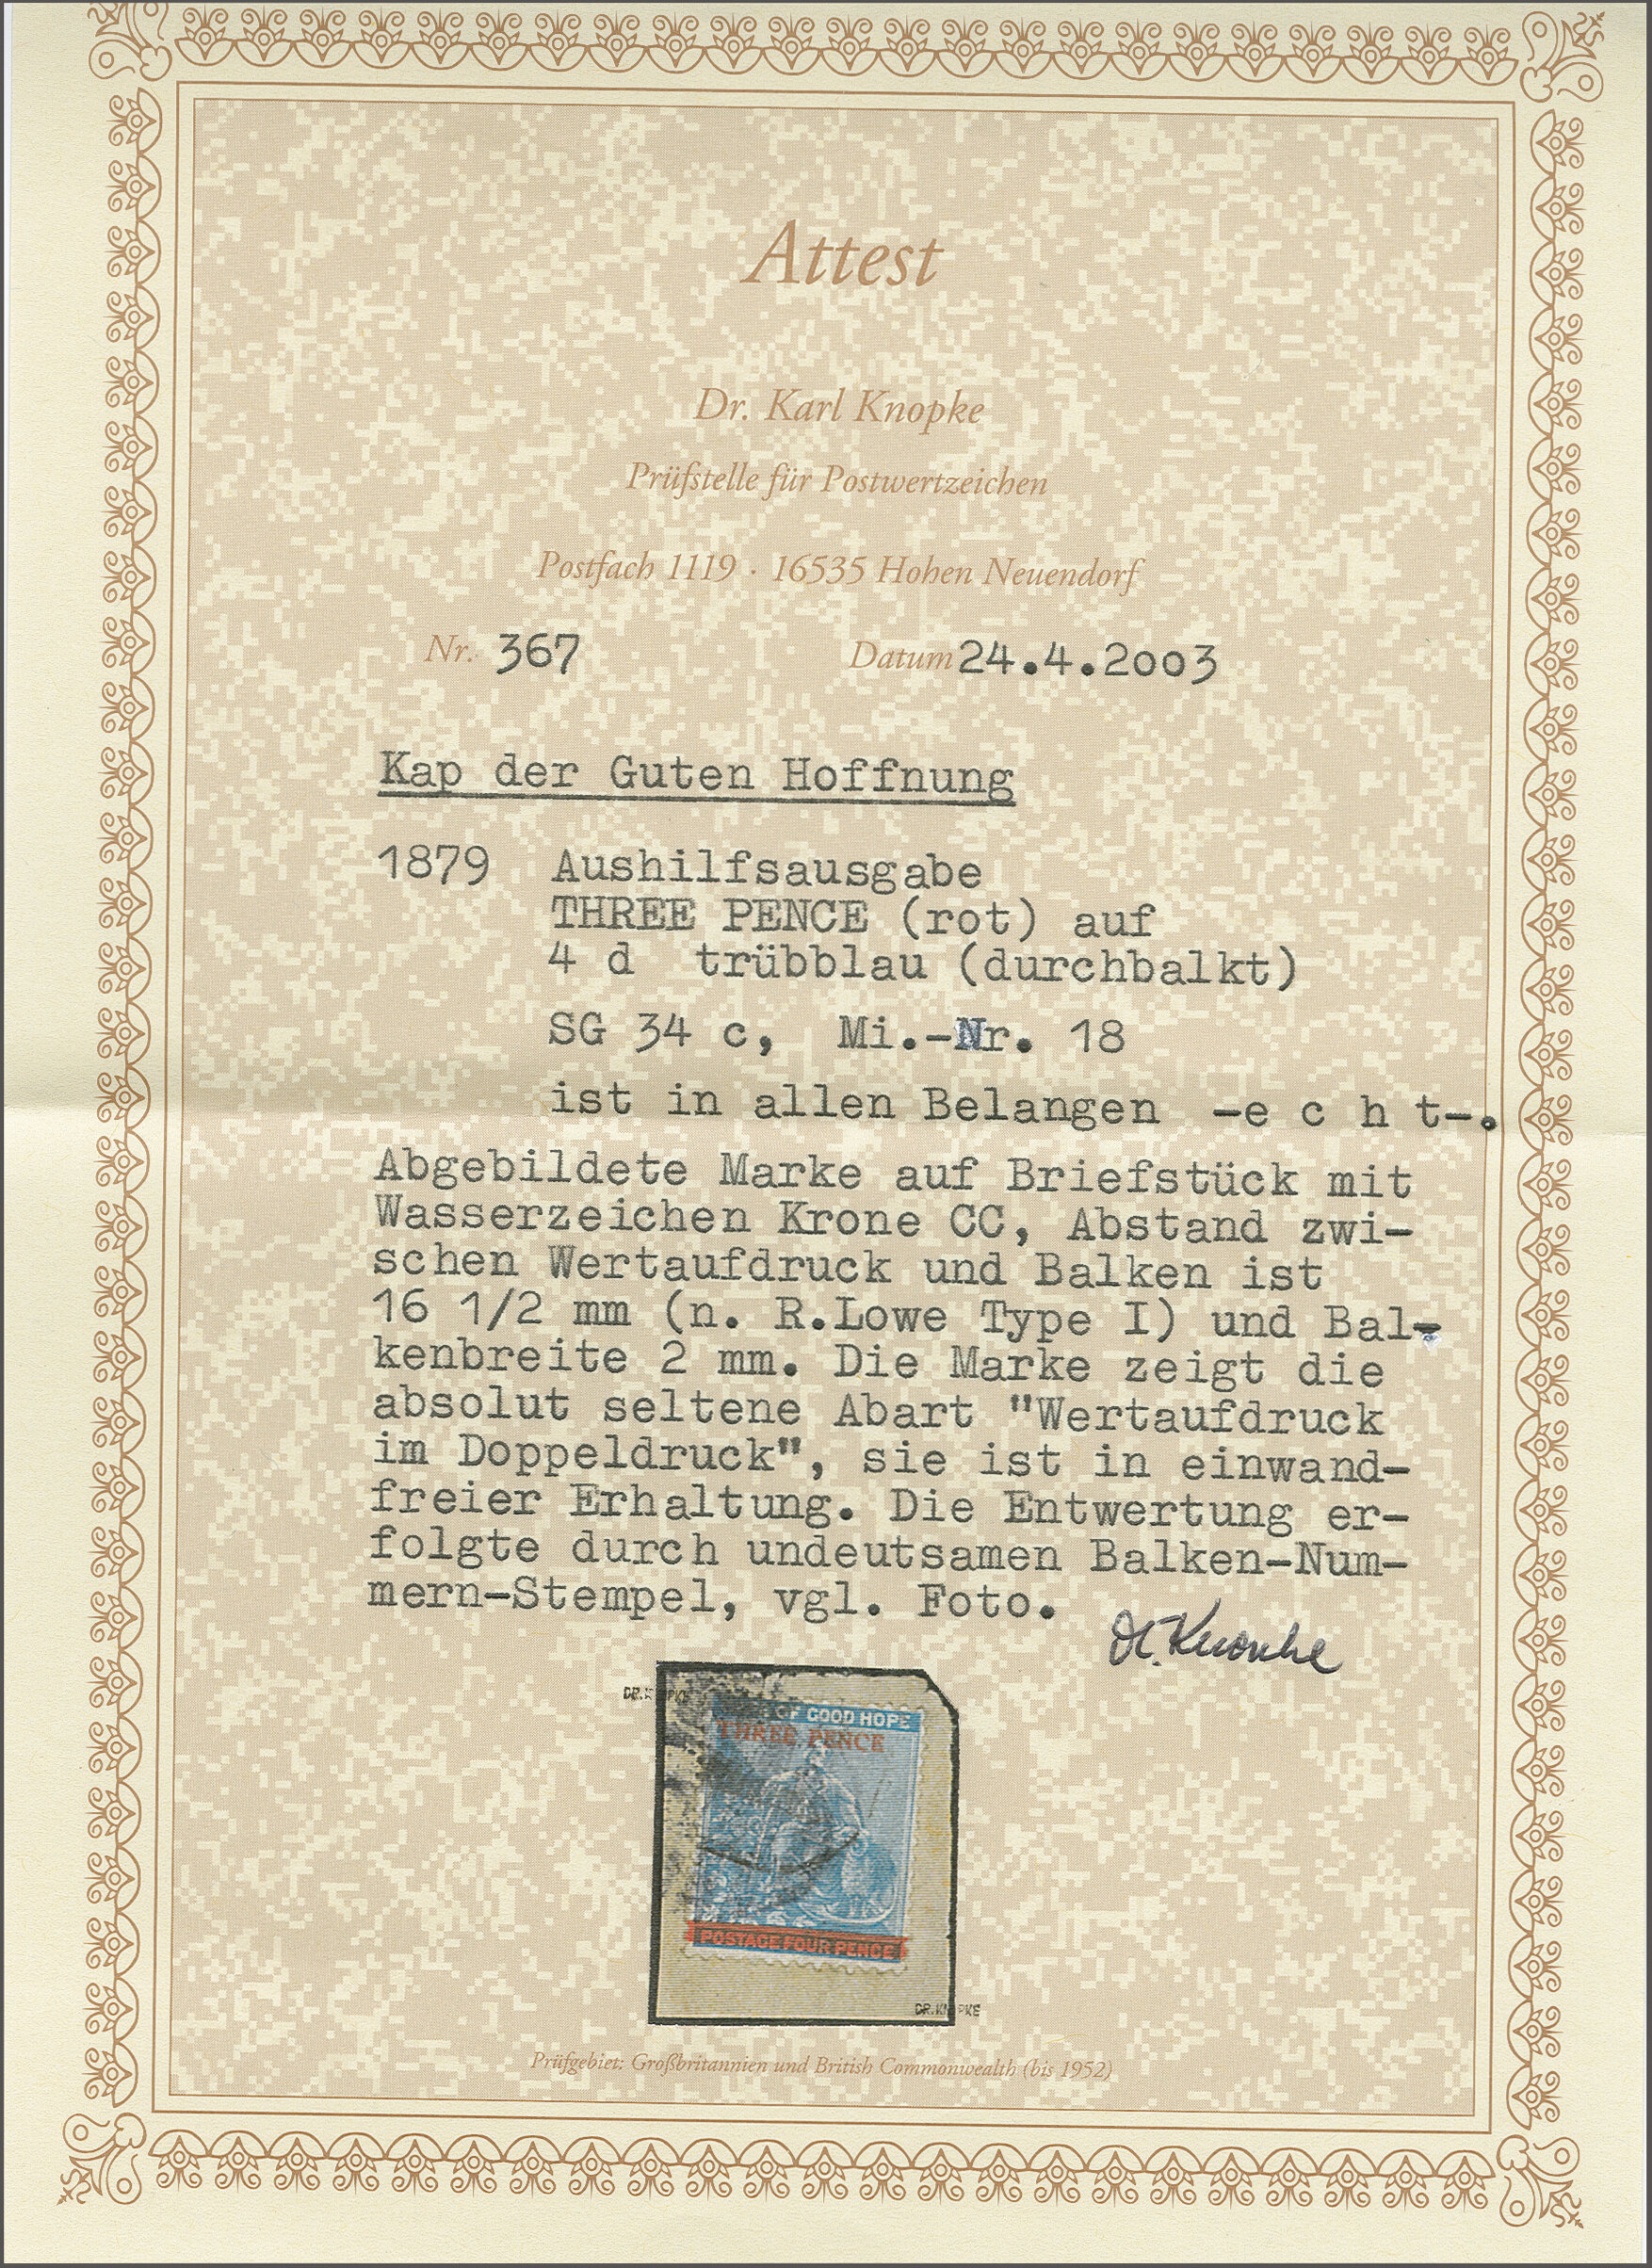 Attest
Dr. Karl Knopke
Prüfstelle für Postwertzeichen
Postfach 1119 · 16535 Hohen Neuendorf
Nr. 367 Datum 24.4.2003
Kap der Guten Hoffnung
1879 Aushilfsausgabe
THREE PENCE (rot) auf
4 d trübblau (durchbalkt)
SG 34 c, Mi.-Nr. 18
ist in allen Belangen -e c h t-.
Abgebildete Marke auf Briefstück mit
Wasserzeichen Krone CC, Abstand zwi-
schen Wertaufdruck und Balken ist
16 1/2 mm (n. R.Lowe Type I) und Bal-
kenbreite 2 mm. Die Marke zeigt die
absolut seltene Abart "Wertaufdruck
im Doppeldruck", sie ist in einwand-
freier Erhaltung. Die Entwertung er-
folgte durch undeutsamen Balken-Num-
mern-Stempel, vgl. Foto.
Knopke
OF GOOD HOPE
THREE PENCE
POSTAGE FOUR PENCE
Prüfgebiet: Großbritannien und British Commonwealth (bis 1952)